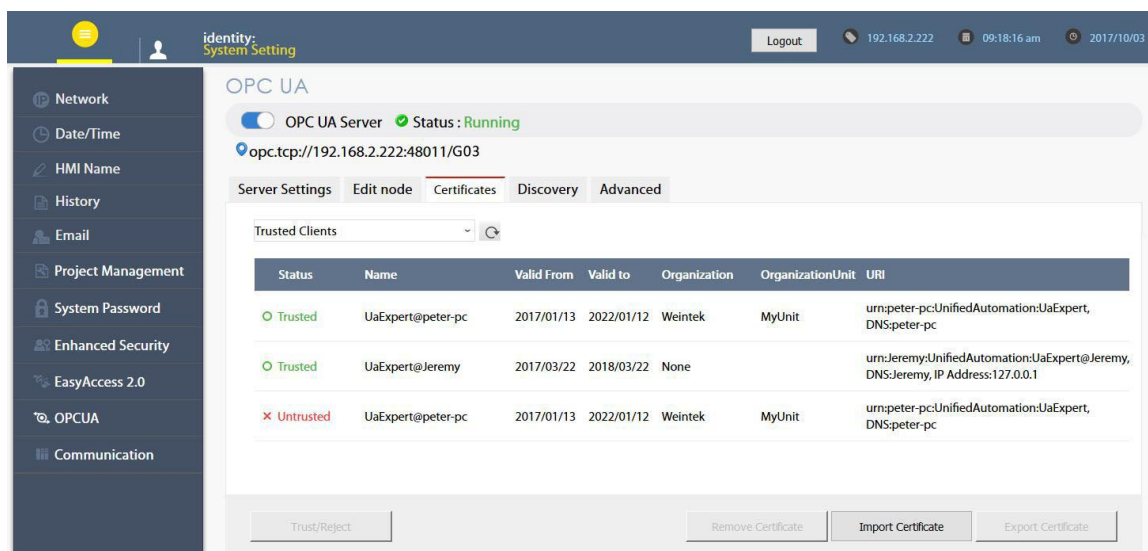 identity:
System Setting
Logout
192.168.2.222
09:18:16 am
2017/10/03
IP Network
Date/Time
HMI Name
History
Email
Project Management
System Password
Enhanced Security
EasyAccess 2.0
OPCUA
Communication
OPC UA
OPC UA Server Status : Running
opc.tcp://192.168.2.222:48011/G03
Server Settings Edit node Certificates Discovery Advanced
Trusted Clients
Status Name Valid From Valid to Organization OrganizationUnit URI
Trusted UaExpert@peter-pc 2017/01/13 2022/01/12 Weintek MyUnit urn:peter-pc:UnifiedAutomation:UaExpert,
DNS:peter-pc
Trusted UaExpert@Jeremy 2017/03/22 2018/03/22 None urn:Jeremy:UnifiedAutomation:UaExpert@Jeremy,
DNS:Jeremy, IP Address:127.0.0.1
Untrusted UaExpert@peter-pc 2017/01/13 2022/01/12 Weintek MyUnit urn:peter-pc:UnifiedAutomation:UaExpert,
DNS:peter-pc
Trust/Reject Remove Certificate Import Certificate Export Certificate